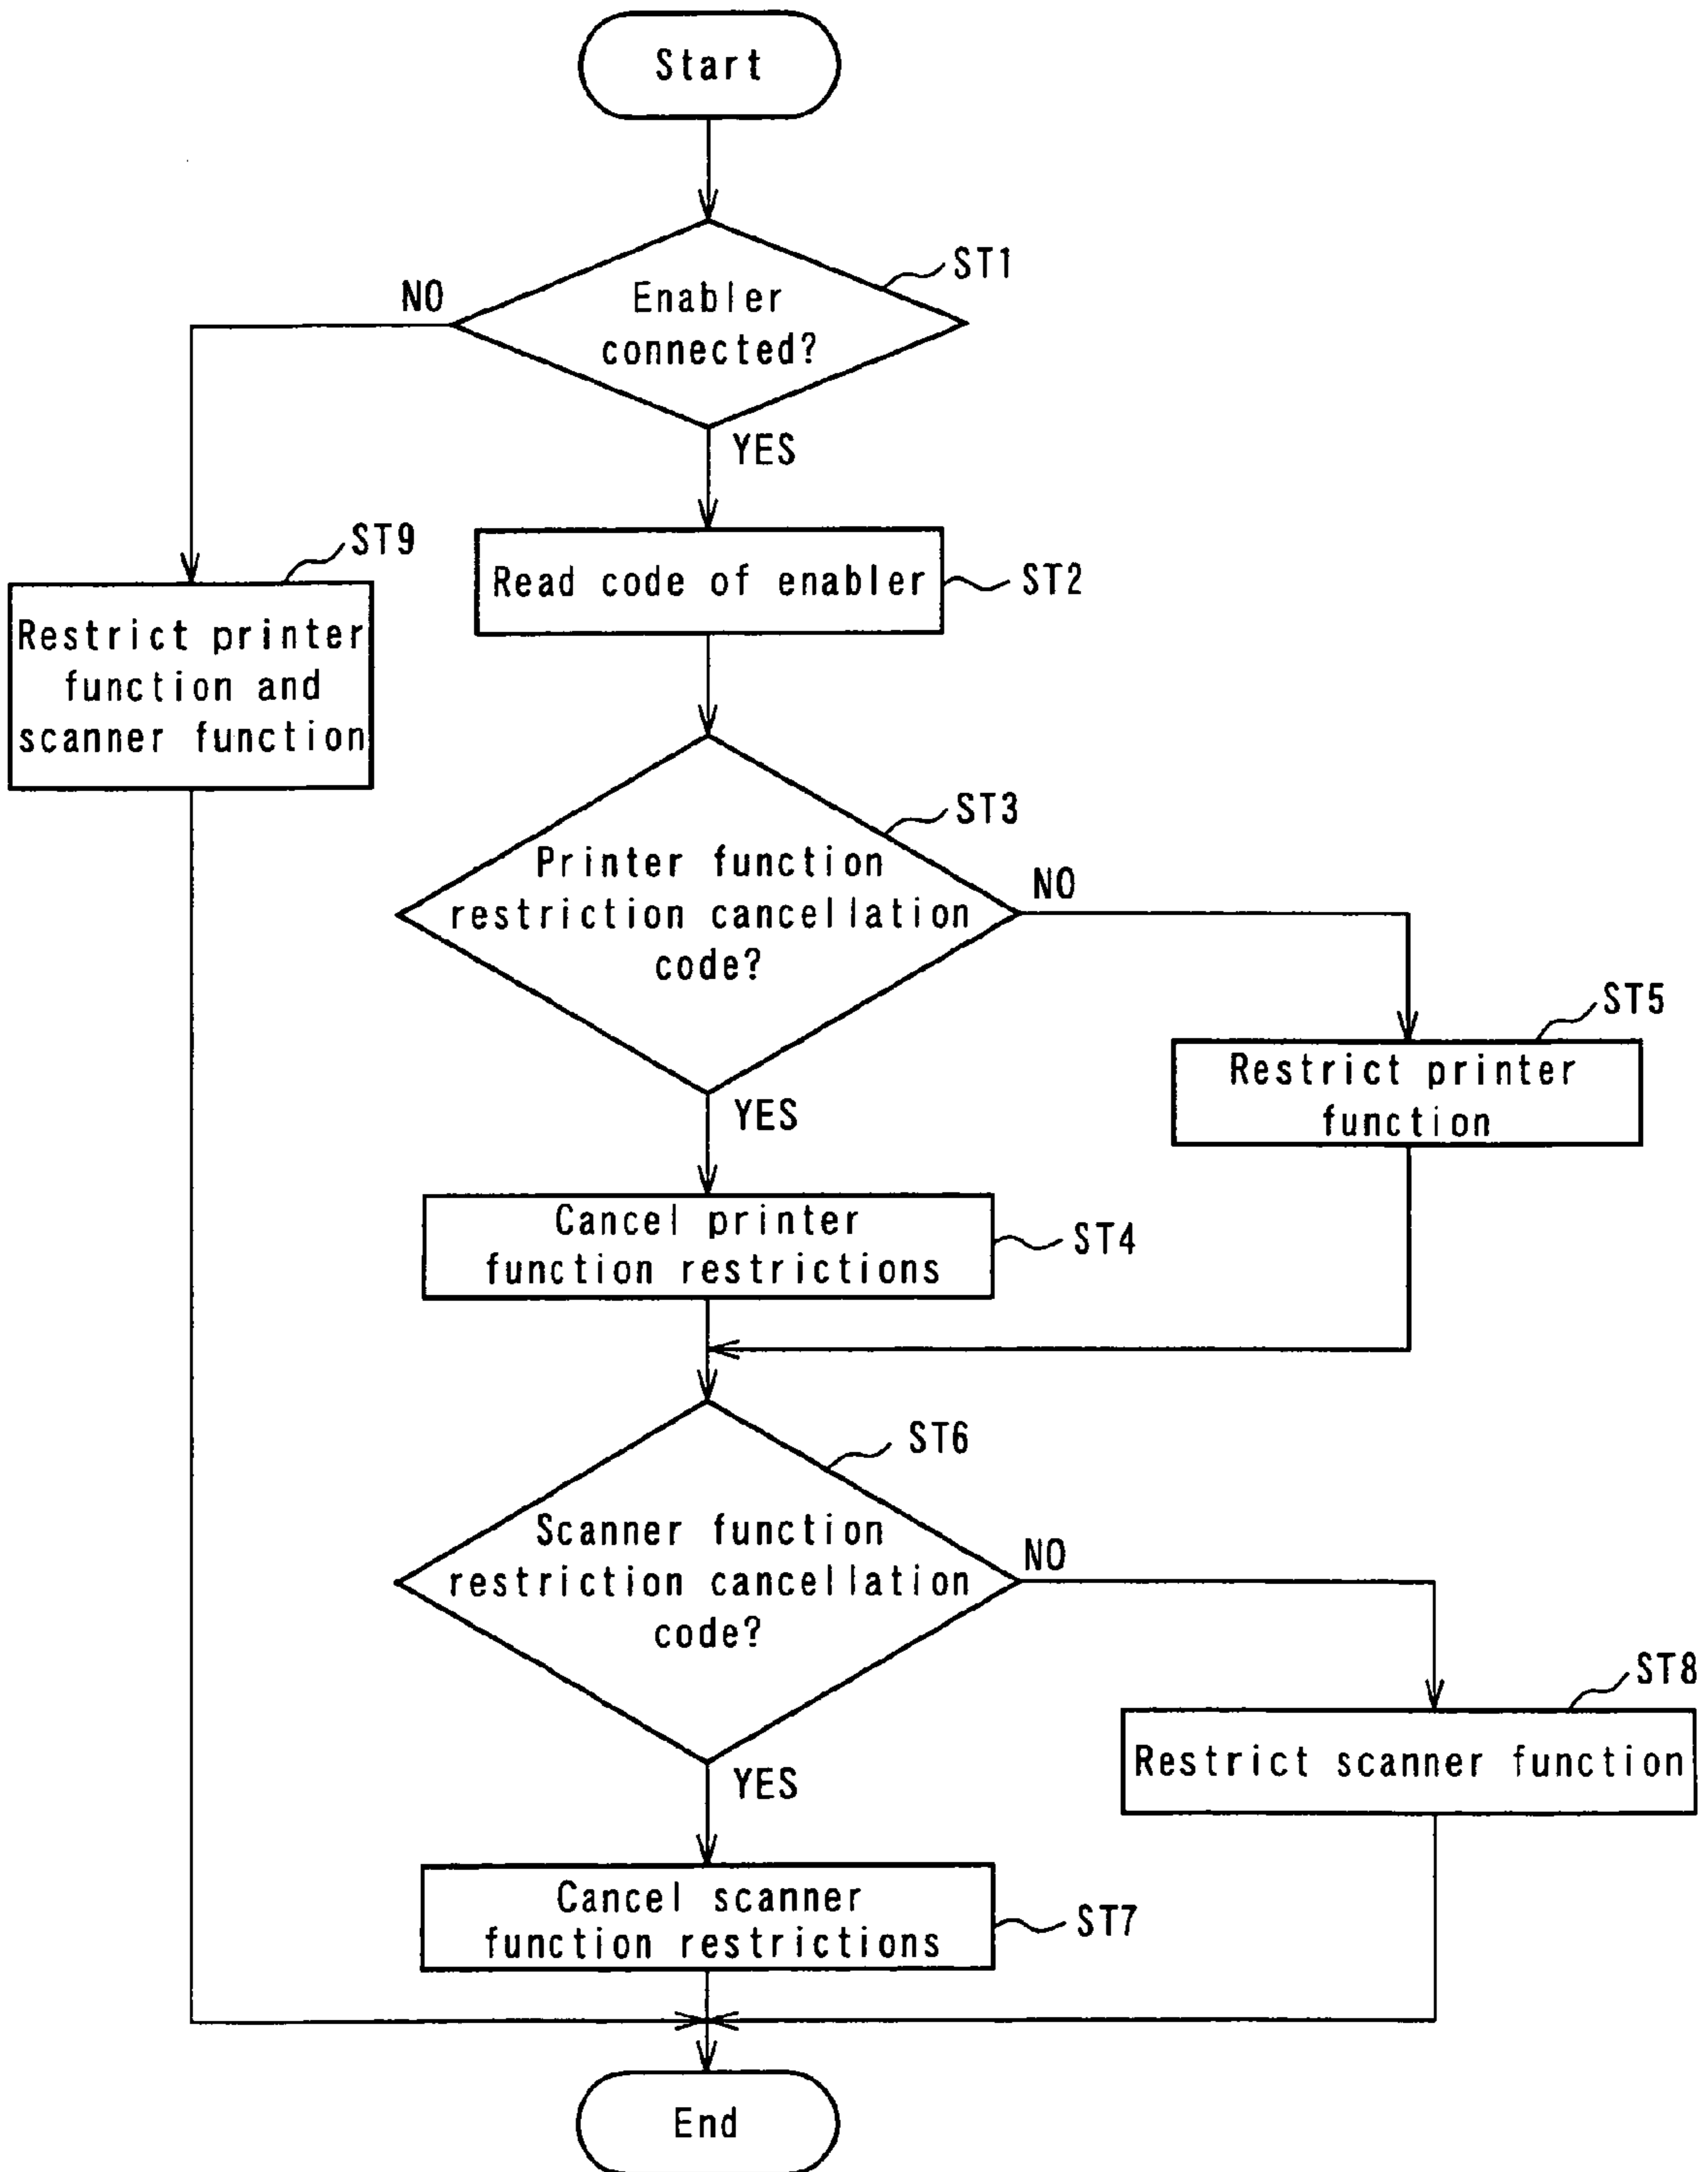 Start
ST1
NO
Enabler
connected?
YES
ST9
Restrict printer
function and
scanner function
Read code of enabler
ST2
ST3
Printer function
restriction cancellation
code?
NO
ST5
Restrict printer
function
YES
Cancel printer
function restrictions
ST4
ST6
Scanner function
restriction cancellation
code?
NO
ST8
Restrict scanner function
YES
Cancel scanner
function restrictions
ST7
End